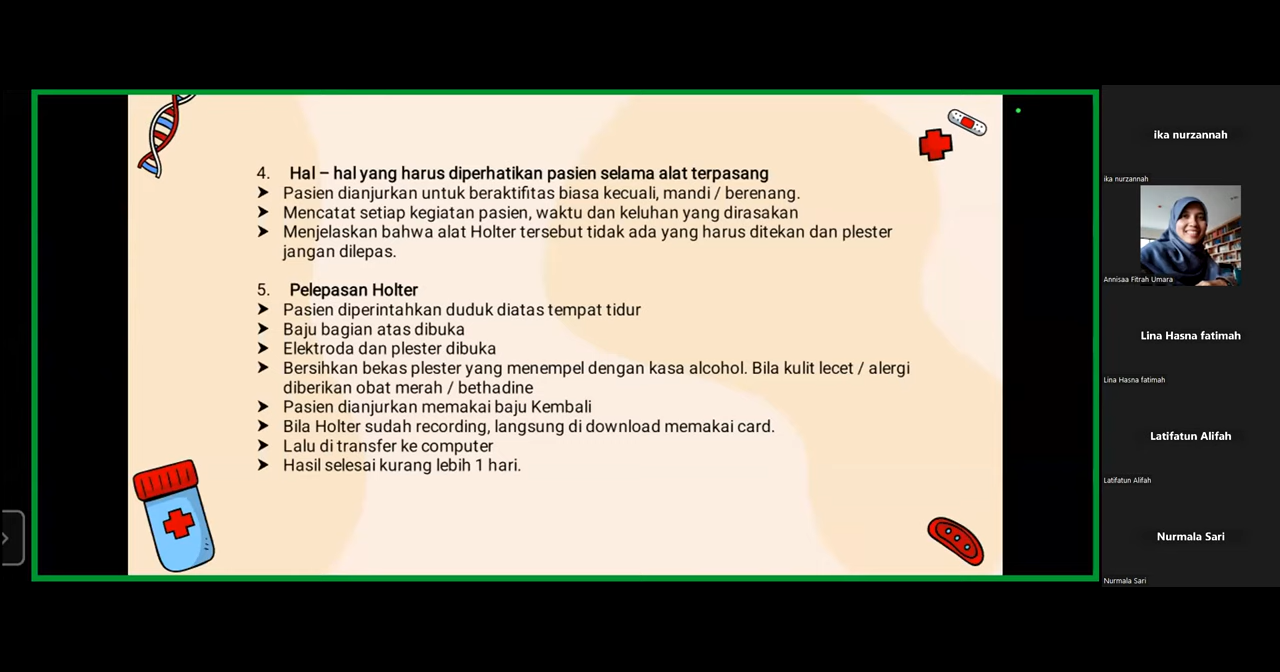 4. Hal – hal yang harus diperhatikan pasien selama alat terpasang
➤ Pasien dianjurkan untuk beraktifitas biasa kecuali, mandi / berenang.
➤ Mencatat setiap kegiatan pasien, waktu dan keluhan yang dirasakan
➤ Menjelaskan bahwa alat Holter tersebut tidak ada yang harus ditekan dan plester
jangan dilepas.
5. Pelepasan Holter
➤ Pasien diperintahkan duduk diatas tempat tidur
➤ Baju bagian atas dibuka
➤ Elektroda dan plester dibuka
➤ Bersihkan bekas plester yang menempel dengan kasa alcohol. Bila kulit lecet / alergi
diberikan obat merah / bethadine
➤ Pasien dianjurkan memakai baju Kembali
➤ Bila Holter sudah recording, langsung di download memakai card.
➤ Lalu di transfer ke computer
➤ Hasil selesai kurang lebih 1 hari.
ika nurzannah
ika nurzannah
Annisaa Fitrah Umara
Lina Hasna fatimah
Lina Hasna fatimah
Latifatun Alifah
Latifatun Alifah
Nurmala Sari
Nurmala Sari